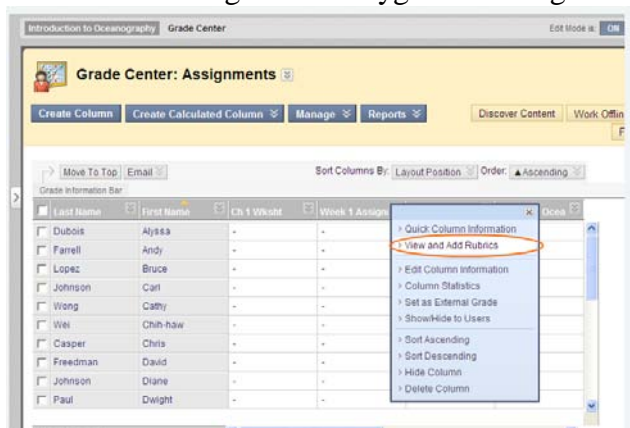 Introduction to Oceanography Grade Center Edit Mode is: ON
Grade Center: Assignments
Create Column Create Calculated Column Manage Reports Discover Content Work Offlin
F
Move To Top Email Sort Columns By: Layout Position Order: ▲Ascending
Grade Information Bar
Last Name First Name Ch 1 Wksht Week 1 Assign Ocea
Dubois Alyssa - -
Farrell Andy - -
Lopez Bruce - -
Johnson Carl - -
Wong Cathy - -
Wei Chih-haw - -
Casper Chris - -
Freedman David - -
Johnson Diane - -
Paul Dwight - -
Quick Column Information
View and Add Rubrics
Edit Column Information
Column Statistics
Set as External Grade
Show/Hide to Users
Sort Ascending
Sort Descending
Hide Column
Delete Column